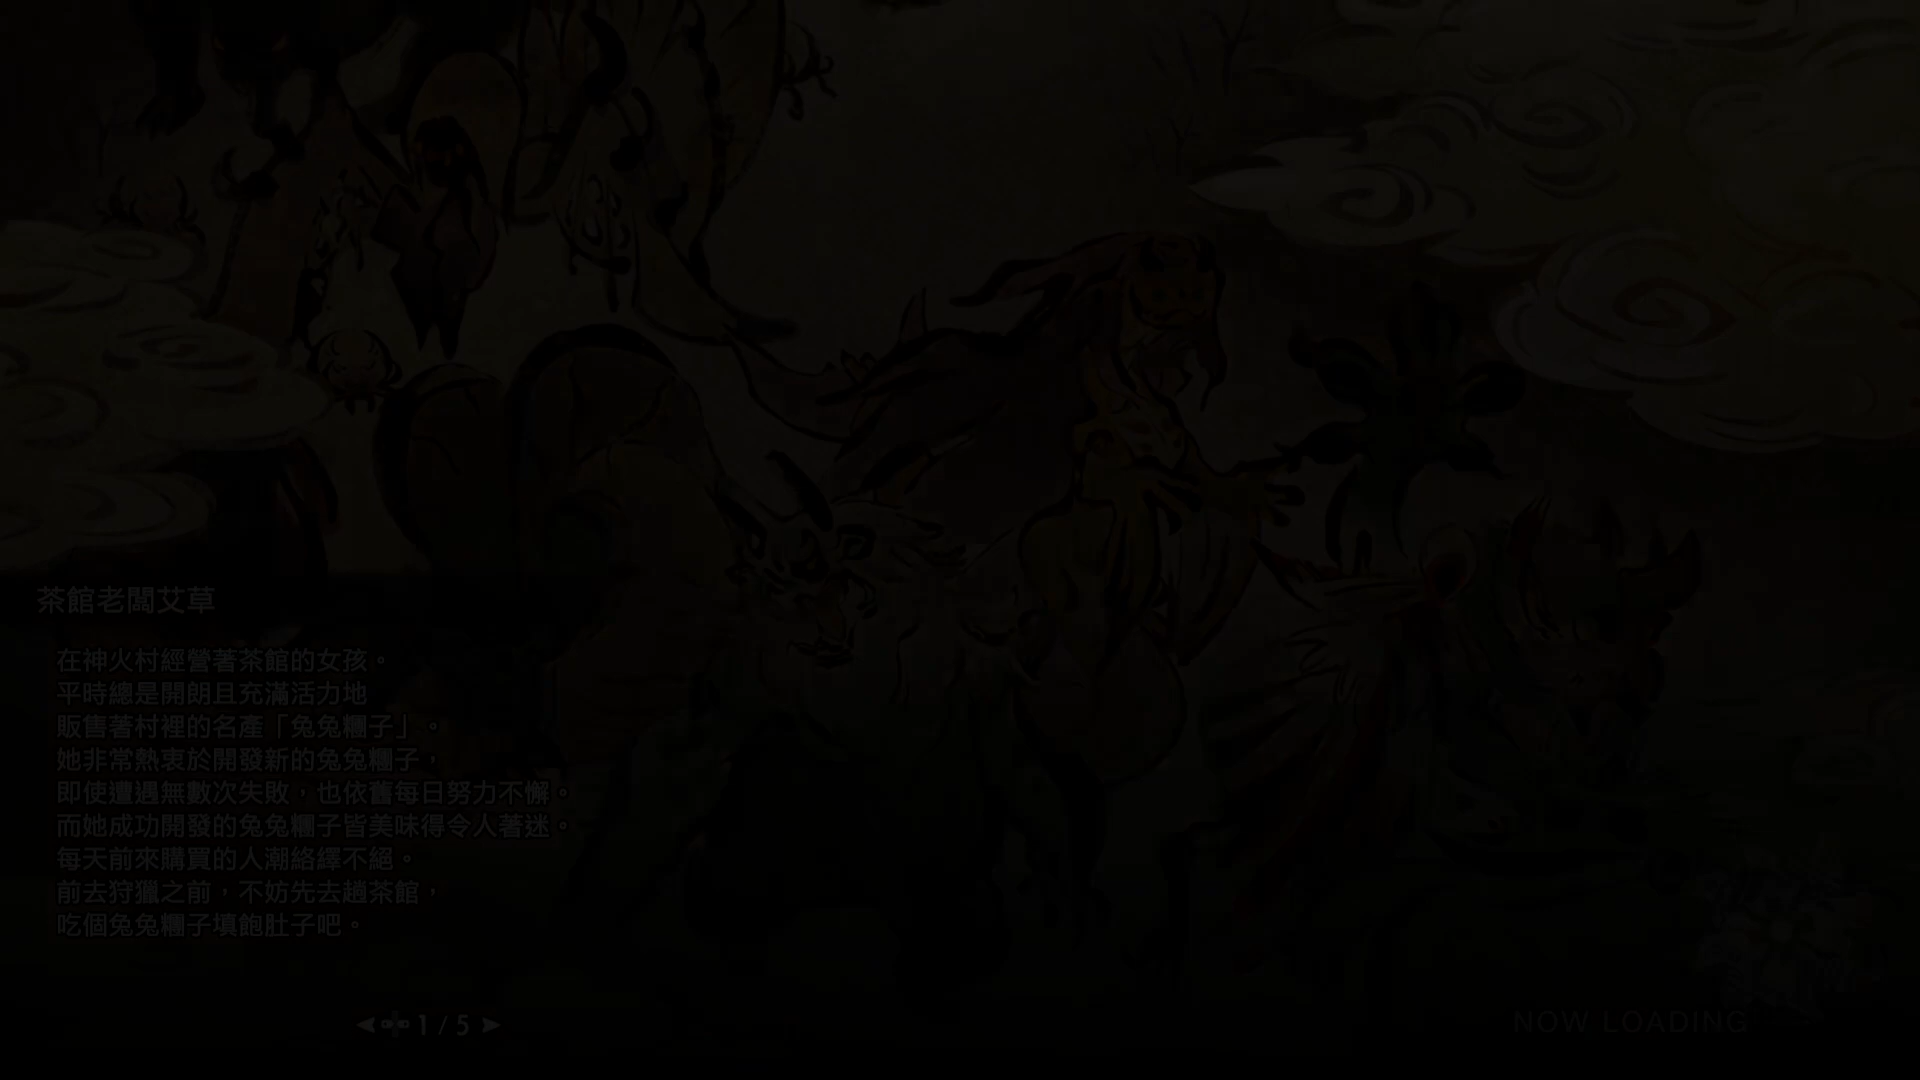 茶館老闆艾草
在神火村經營著茶館的女孩。
平時總是開朗且充滿活力地
販售著村裡的名產「兔兔糰子」。
她非常熱衷於開發新的兔兔糰子，
即使遭遇無數次失敗，也依舊每日努力不懈。
而她成功開發的兔兔糰子皆美味得令人著迷。
每天前來購買的人潮絡繹不絕。
前去狩獵之前，不妨先去趟茶館，
吃個兔兔糰子填飽肚子吧。
1 / 5
NOW LOADING